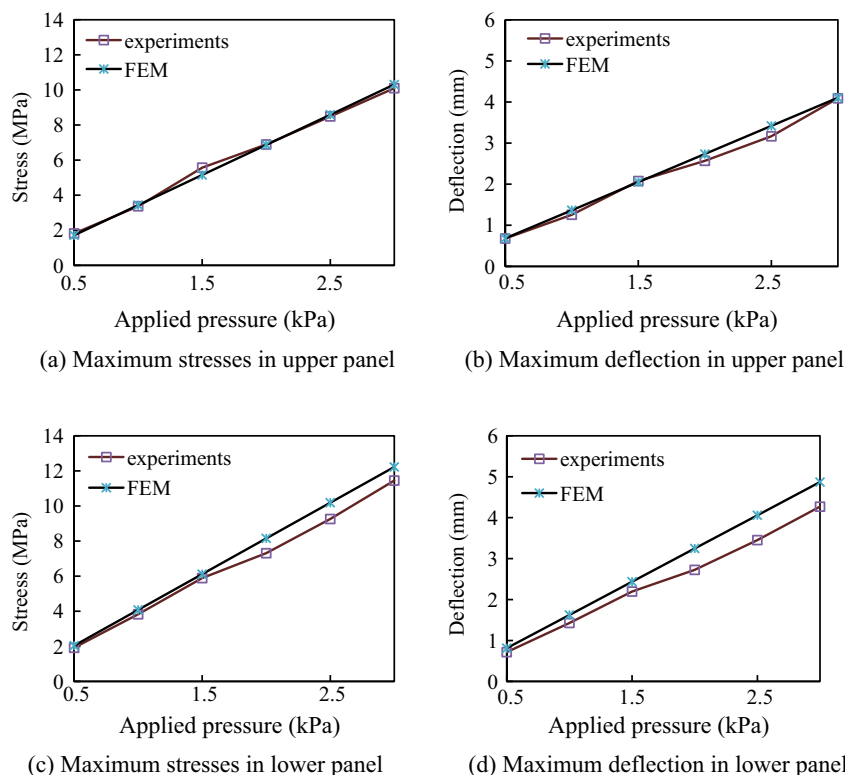 14
12
10
8
6
4
2
0
Stress (MPa)
experiments
FEM
0.5
1.5
2.5
Applied pressure (kPa)
(a) Maximum stresses in upper panel
6
5
4
3
2
1
0
Deflection (mm)
experiments
FEM
0.5
1.5
2.5
Applied pressure (kPa)
(b) Maximum deflection in upper panel
14
12
10
8
6
4
2
0
Streess (MPa)
experiments
FEM
0.5
1.5
2.5
Applied pressure (kPa)
(c) Maximum stresses in lower panel
6
5
4
3
2
1
0
Deflection (mm)
experiments
FEM
0.5
1.5
2.5
Applied pressure (kPa)
(d) Maximum deflection in lower panel